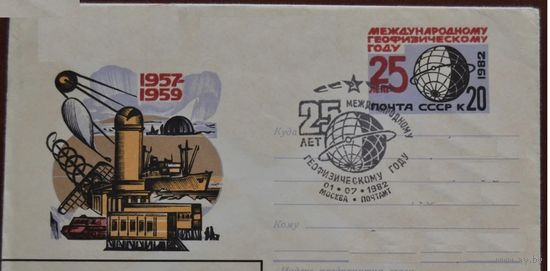 1957-
1959
МЕЖДУНАРОДНОМУ
ГЕОФИЗИЧЕСКОМУ
ГОДУ
25
ЛЕТ
1982
ПОЧТА СССР К 20
25
ЛЕТ
МЕЖДУНАРОДНОМУ
ГЕОФИЗИЧЕСКОМУ ГОДУ
01 • 07 • 1982
МОСКВА • ПОЧТАМТ
Куда
Кому